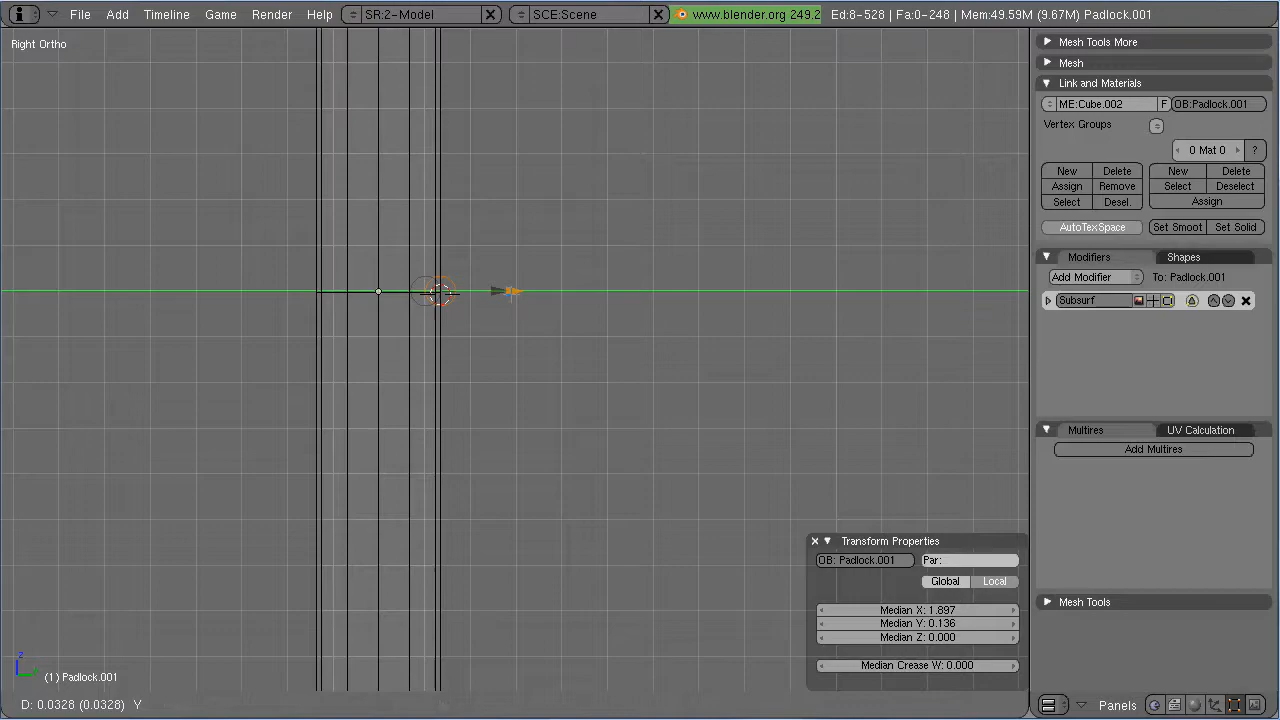 File Add Timeline Game Render Help SR:2-Model SCE:Scene www.blender.org 249.2 Ed:8-528 | Fa:0-248 | Mem:49.59M (9.67M) Padlock.001
Right Ortho
Mesh Tools More
Mesh
Link and Materials
ME:Cube.002 F OB:Padlock.001
Vertex Groups
0 Mat 0 ?
New Delete New Delete
Assign Remove Select Deselect
Select Desel. Assign
AutoTexSpace Set Smoot Set Solid
Modifiers Shapes
Add Modifier To: Padlock.001
Subsurf
Multires UV Calculation
Add Multires
Transform Properties
OB: Padlock.001 Par:
Global Local
Median X: 1.897
Median Y: 0.136
Median Z: 0.000
Median Crease W: 0.000
Mesh Tools
z
(1) Padlock.001
D: 0.0328 (0.0328) Y
Panels